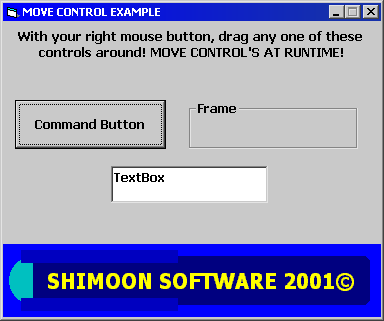 MOVE CONTROL EXAMPLE
With your right mouse button, drag any one of these
controls around! MOVE CONTROL'S AT RUNTIME!
Command Button
Frame
TextBox
SHIMOON SOFTWARE 2001©